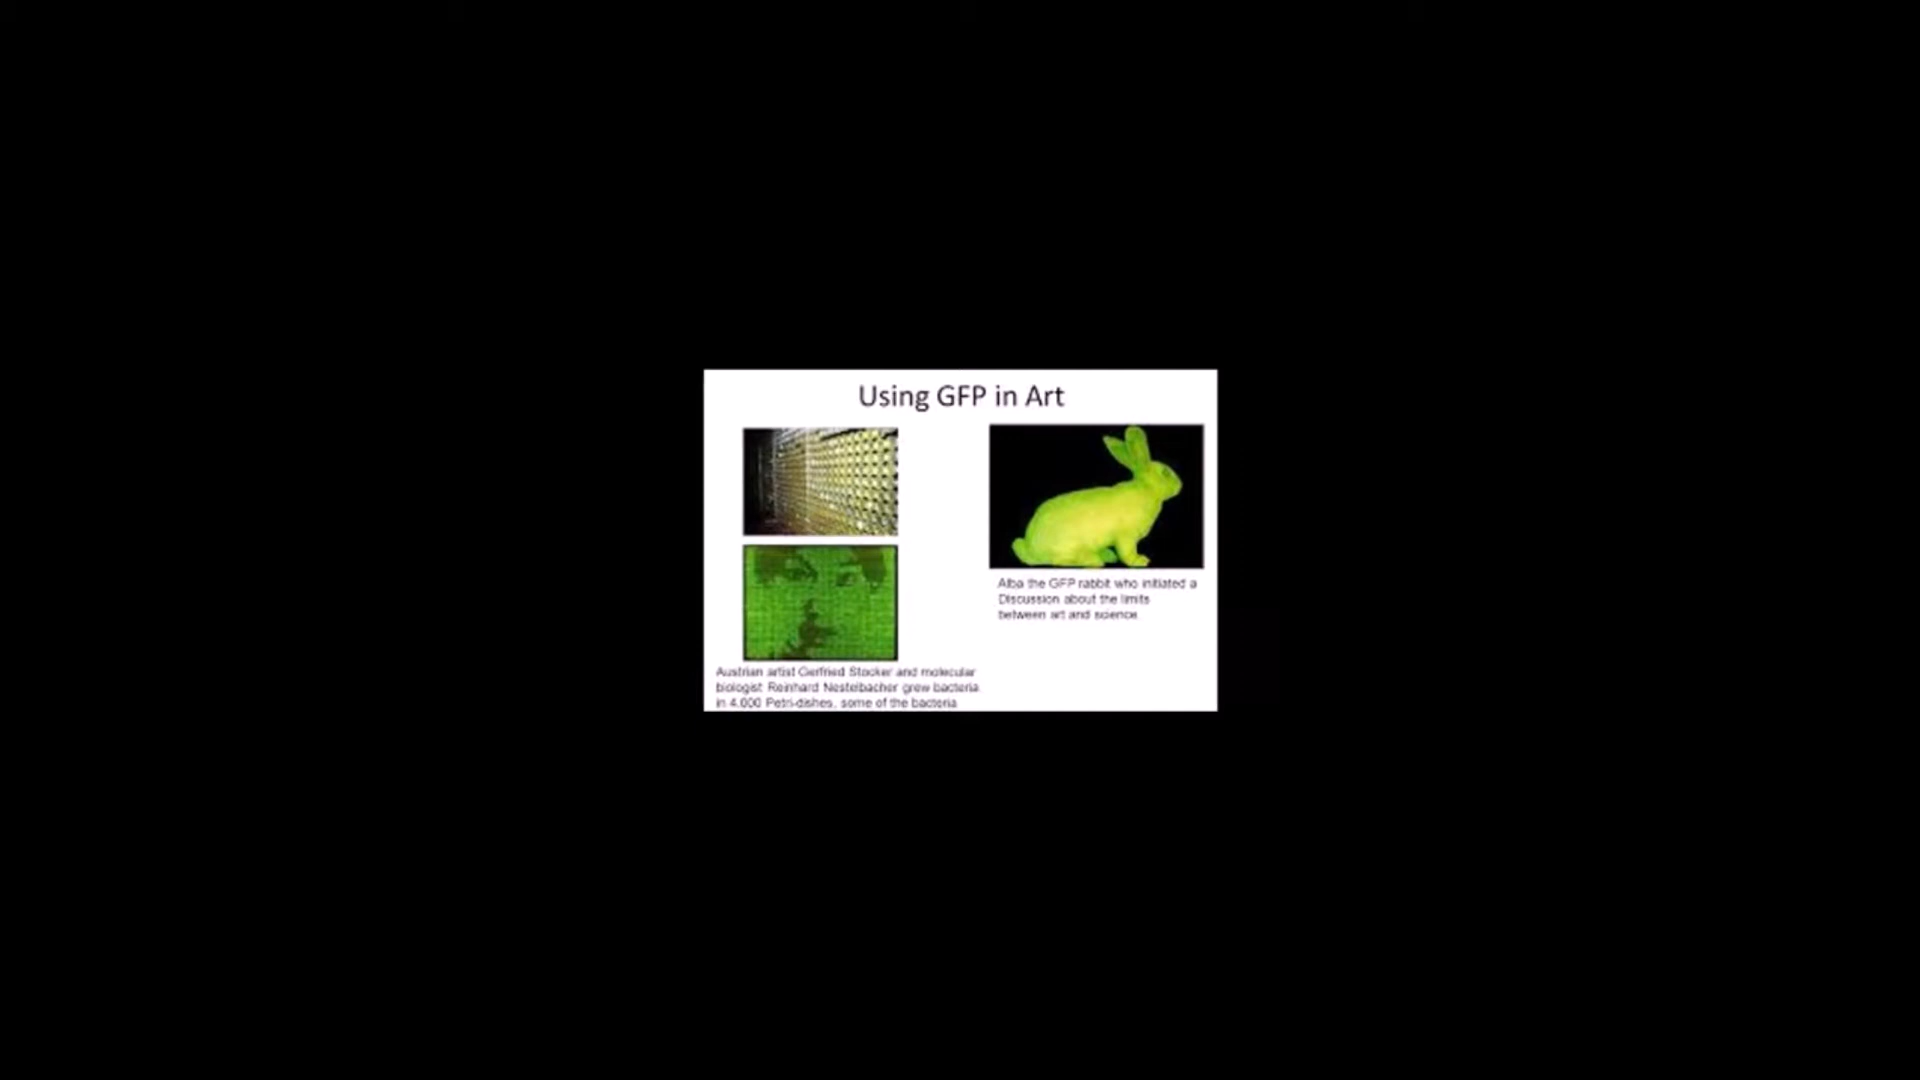 Using GFP in Art
Alba the GFP rabbit who initiated a
Discussion about the limits
between art and science.
Austrian artist Gerfried Stocker and molecular
biologist Reinhard Nestelbacher grew bacteria
in 4.000 Petri-dishes, some of the bacteria